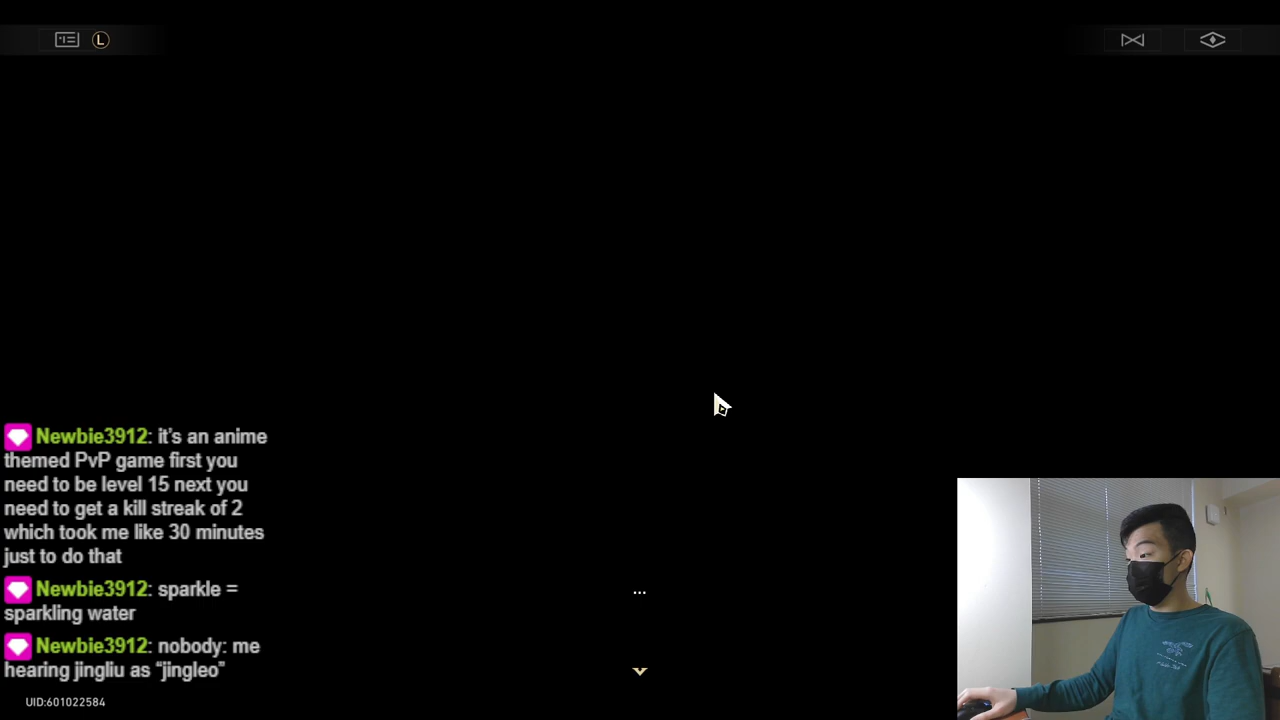 L
Newbie3912: it's an anime
themed PvP game first you
need to be level 15 next you
need to get a kill streak of 2
which took me like 30 minutes
just to do that
Newbie3912: sparkle =
sparkling water
Newbie3912: nobody: me
hearing jingliu as “jingleo”
...
UID:601022584